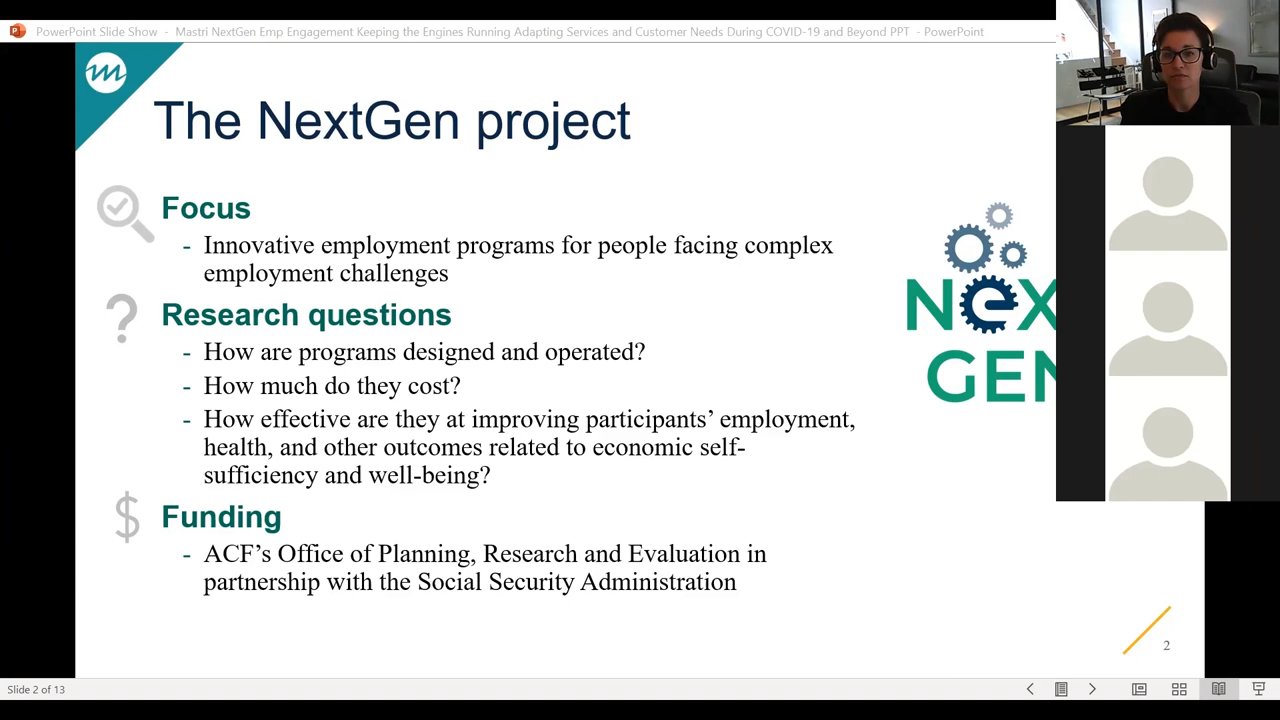 PowerPoint Slide Show - Mastri NextGen Emp Engagement Keeping the Engines Running Adapting Services and Customer Needs During COVID-19 and Beyond PPT - PowerPoint
The NextGen project
Focus
- Innovative employment programs for people facing complex
employment challenges
Research questions
- How are programs designed and operated?
- How much do they cost?
- How effective are they at improving participants’ employment,
health, and other outcomes related to economic self-
sufficiency and well-being?
Funding
- ACF’s Office of Planning, Research and Evaluation in
partnership with the Social Security Administration
NEX
GEN
2
Slide 2 of 13